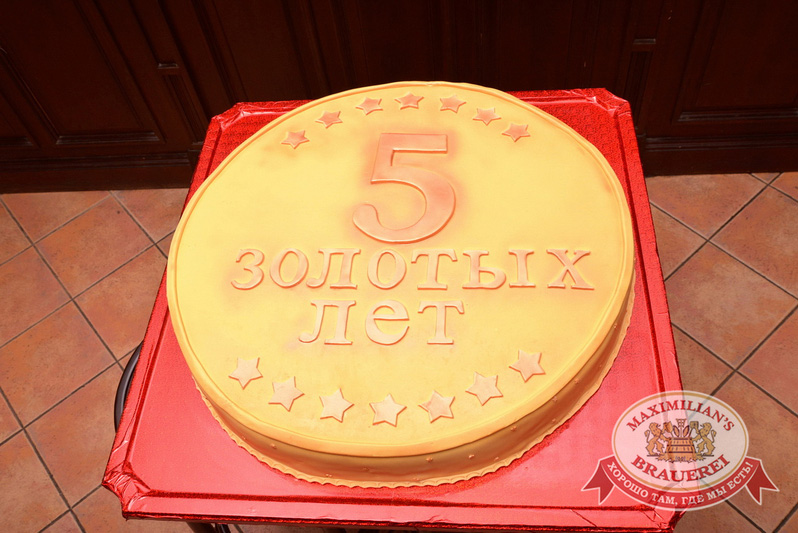 5
ЗОЛОТЫХ
ЛЕТ
MAXIMILIAN'S
BRAUEREI
ХОРОШО ТАМ, ГДЕ МЫ ЕСТЬ!